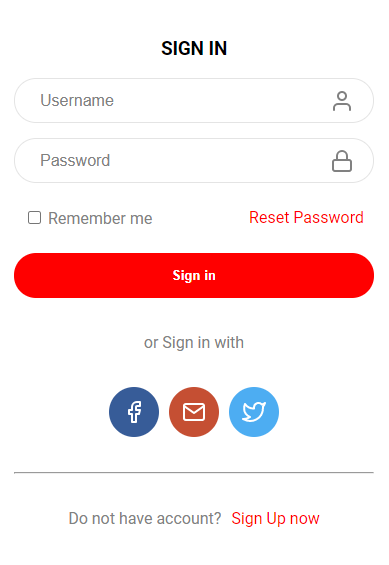 SIGN IN
Username
Password
Remember me Reset Password
Sign in
or Sign in with
Do not have account? Sign Up now